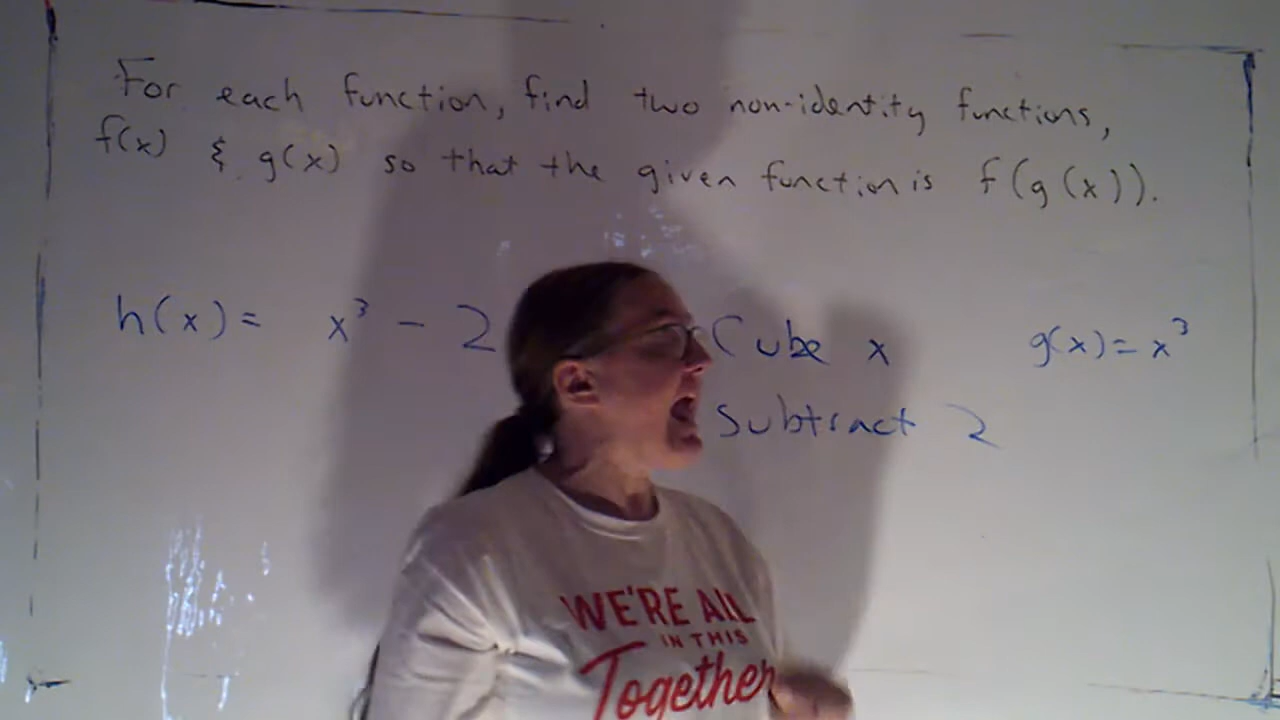 For each function, find two non-identity functions,
f(x) & g(x) so that the given function is f(g(x)).
h(x) = x³ - 2
Cube x
g(x) = x³
Subtract 2
WE'RE ALL
IN THIS
Together